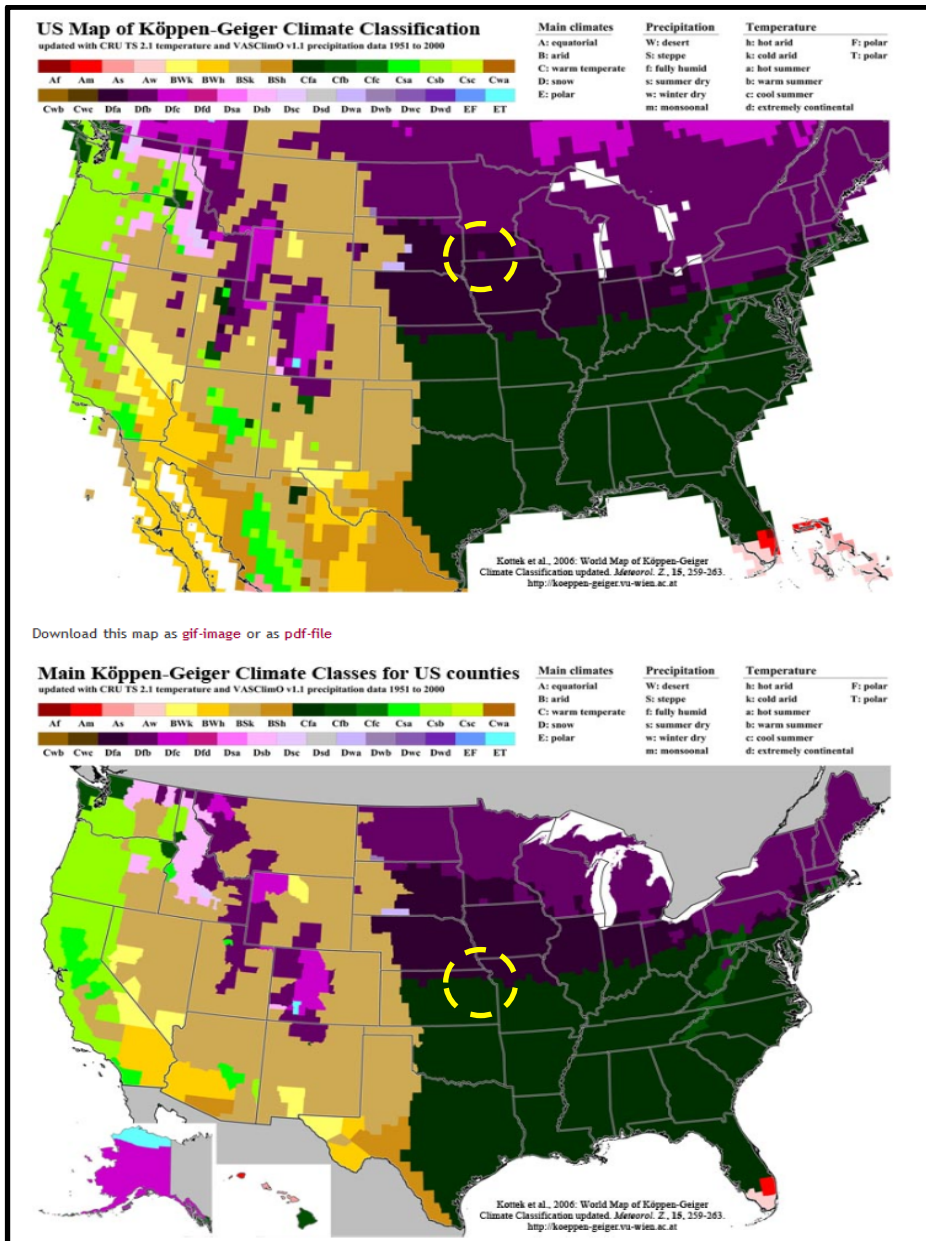 US Map of Köppen-Geiger Climate Classification
updated with CRU TS 2.1 temperature and VASClimO v1.1 precipitation data 1951 to 2000
Af Am As Aw BWk BWh BSk BSh Cfa Cfb Cfc Csa Csb Csc Cwa
Cwb Cwc Dfa Dfb Dfc Dfd Dsa Dsb Dsc Dsd Dwa Dwb Dwc Dwd EF ET
Main climates
A: equatorial
B: arid
C: warm temperate
D: snow
E: polar
Precipitation
W: desert
S: steppe
f: fully humid
s: summer dry
w: winter dry
m: monsoonal
Temperature
h: hot arid F: polar
k: cold arid T: polar
a: hot summer
b: warm summer
c: cool summer
d: extremely continental
Kottek et al., 2006: World Map of Köppen-Geiger
Climate Classification updated. Meteorol. Z., 15, 259-263.
http://koeppen-geiger.vu-wien.ac.at
Download this map as gif-image or as pdf-file
Main Köppen-Geiger Climate Classes for US counties
updated with CRU TS 2.1 temperature and VASClimO v1.1 precipitation data 1951 to 2000
Af Am As Aw BWk BWh BSk BSh Cfa Cfb Cfc Csa Csb Csc Cwa
Cwb Cwc Dfa Dfb Dfc Dfd Dsa Dsb Dsc Dsd Dwa Dwb Dwc Dwd EF ET
Main climates
A: equatorial
B: arid
C: warm temperate
D: snow
E: polar
Precipitation
W: desert
S: steppe
f: fully humid
s: summer dry
w: winter dry
m: monsoonal
Temperature
h: hot arid F: polar
k: cold arid T: polar
a: hot summer
b: warm summer
c: cool summer
d: extremely continental
Kottek et al., 2006: World Map of Köppen-Geiger
Climate Classification updated. Meteorol. Z., 15, 259-263.
http://koeppen-geiger.vu-wien.ac.at